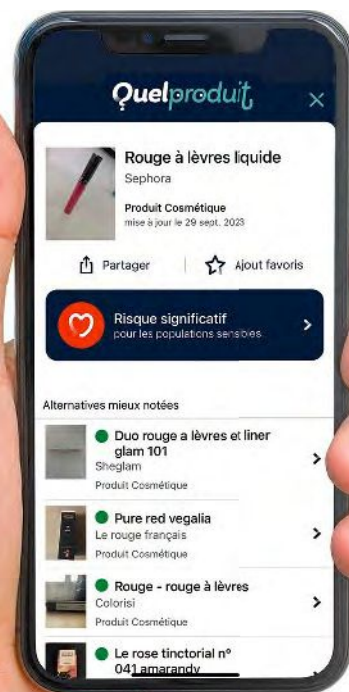 Quelproduit
Rouge à lèvres liquide
Sephora
Produit Cosmétique
mise à jour le 29 sept. 2023
Partager
Ajout favoris
Risque significatif
pour les populations sensibles
Alternatives mieux notées
Duo rouge a lèvres et liner
glam 101
Sheglam
Produit Cosmétique
Pure red vegalia
Le rouge français
Produit Cosmétique
Rouge - rouge à lèvres
Colorisi
Produit Cosmétique
Le rose tinctorial n°
041 amarandy